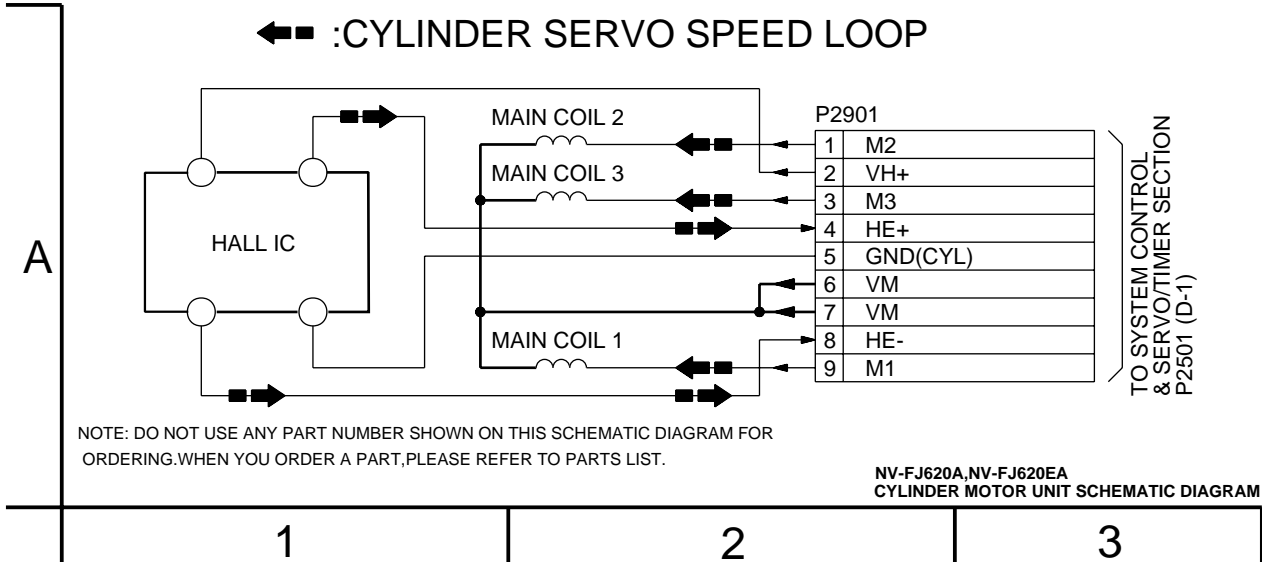 :CYLINDER SERVO SPEED LOOP
MAIN COIL 2
P2901
1 M2
2 VH+
MAIN COIL 3
3 M3
4 HE+
HALL IC
5 GND(CYL)
6 VM
7 VM
MAIN COIL 1
8 HE-
9 M1
TO SYSTEM CONTROL
& SERVO/TIMER SECTION
P2501 (D-1)
A
NOTE: DO NOT USE ANY PART NUMBER SHOWN ON THIS SCHEMATIC DIAGRAM FOR
ORDERING.WHEN YOU ORDER A PART,PLEASE REFER TO PARTS LIST.
NV-FJ620A,NV-FJ620EA
CYLINDER MOTOR UNIT SCHEMATIC DIAGRAM
1 2 3